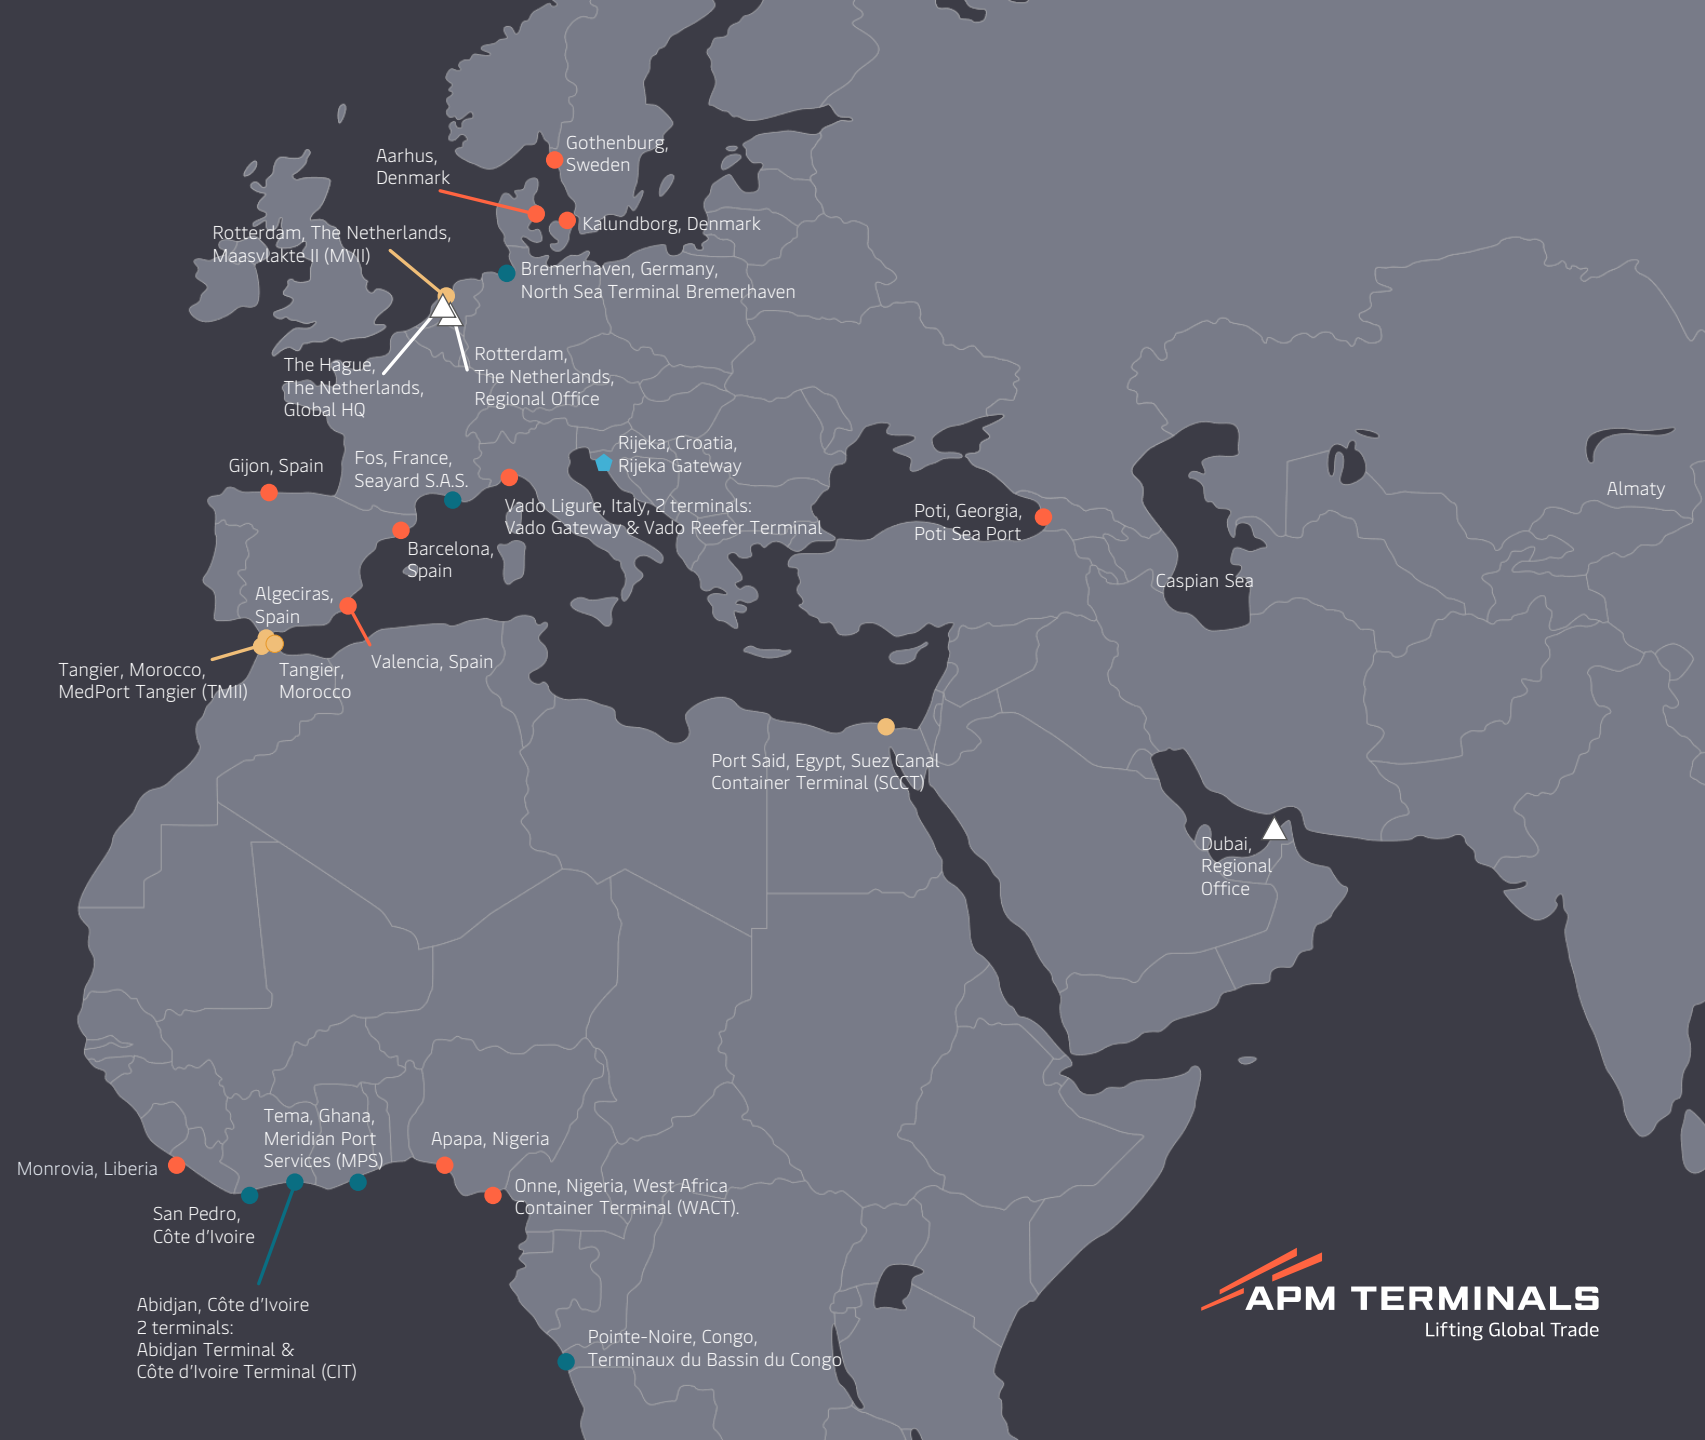 Gothenburg,
Sweden
Aarhus,
Denmark
Kalundborg, Denmark
Rotterdam, The Netherlands,
Maasvlakte II (MVII)
Bremerhaven, Germany,
North Sea Terminal Bremerhaven
The Hague,
The Netherlands,
Global HQ
Rotterdam,
The Netherlands,
Regional Office
Rijeka, Croatia,
Rijeka Gateway
Gijon, Spain
Fos, France,
Seayard S.A.S.
Vado Ligure, Italy, 2 terminals:
Vado Gateway & Vado Reefer Terminal
Almaty
Poti, Georgia,
Poti Sea Port
Barcelona,
Spain
Caspian Sea
Algeciras,
Spain
Valencia, Spain
Tangier, Morocco,
MedPort Tangier (TMII)
Tangier,
Morocco
Port Said, Egypt, Suez Canal
Container Terminal (SCCT)
Dubai,
Regional
Office
Tema, Ghana,
Meridian Port
Services (MPS)
Apapa, Nigeria
Monrovia, Liberia
Onne, Nigeria, West Africa
Container Terminal (WACT).
San Pedro,
Côte d'Ivoire
Abidjan, Côte d'Ivoire
2 terminals:
Abidjan Terminal &
Côte d'Ivoire Terminal (CIT)
Pointe-Noire, Congo,
Terminaux du Bassin du Congo
APM TERMINALS
Lifting Global Trade